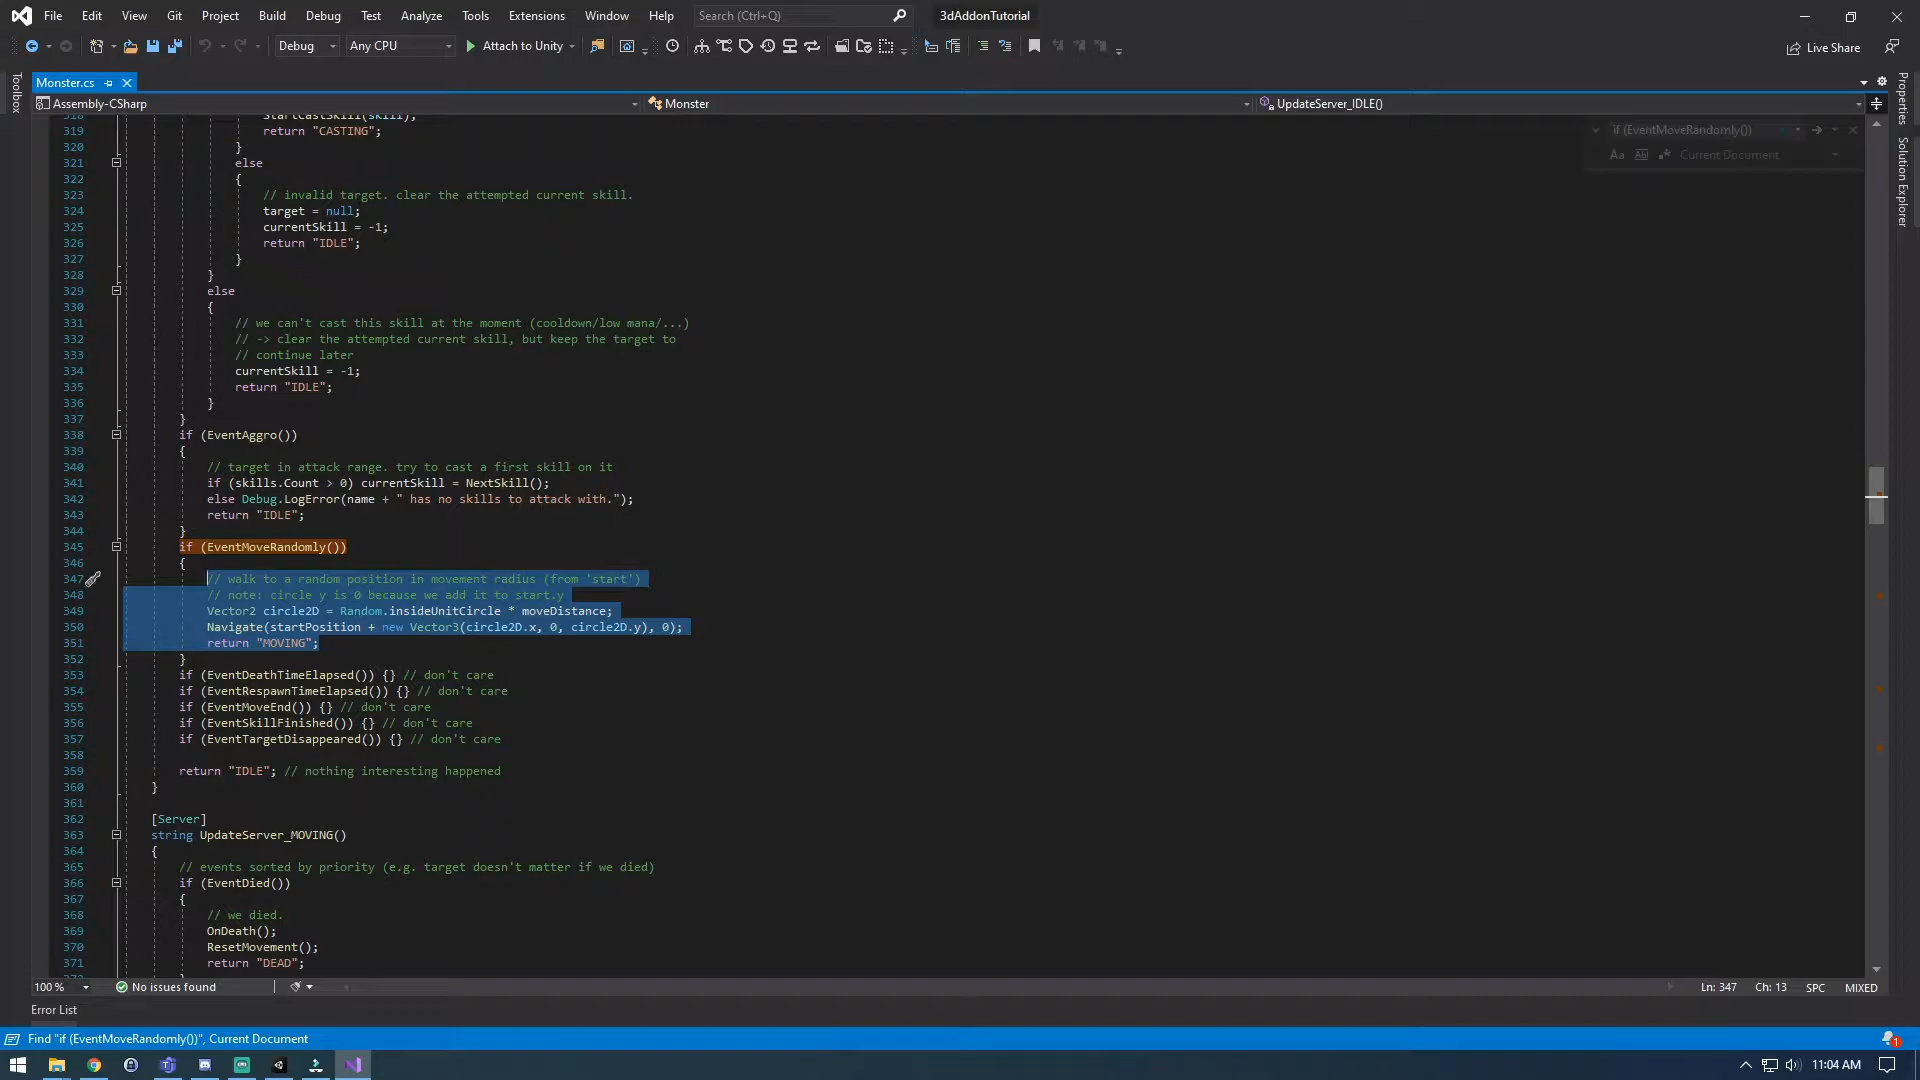 File Edit View Git Project Build Debug Test Analyze Tools Extensions Window Help Search (Ctrl+Q) 3dAddonTutorial
Debug Any CPU Attach to Unity Live Share
Toolbox
Monster.cs
Properties
Solution Explorer
Assembly-CSharp Monster UpdateServer_IDLE()
if (EventMoveRandomly())
Aa Current Document
318 StartCastSkill(skill);
319 return "CASTING";
320 }
321 else
322 {
323 // invalid target. clear the attempted current skill.
324 target = null;
325 currentSkill = -1;
326 return "IDLE";
327 }
328 }
329 else
330 {
331 // we can't cast this skill at the moment (cooldown/low mana/...)
332 // -> clear the attempted current skill, but keep the target to
333 // continue later
334 currentSkill = -1;
335 return "IDLE";
336 }
337 }
338 if (EventAggro())
339 {
340 // target in attack range. try to cast a first skill on it
341 if (skills.Count > 0) currentSkill = NextSkill();
342 else Debug.LogError(name + " has no skills to attack with.");
343 return "IDLE";
344 }
345 if (EventMoveRandomly())
346 {
347 // walk to a random position in movement radius (from 'start')
348 // note: circle y is 0 because we add it to start.y
349 Vector2 circle2D = Random.insideUnitCircle * moveDistance;
350 Navigate(startPosition + new Vector3(circle2D.x, 0, circle2D.y), 0);
351 return "MOVING";
352 }
353 if (EventDeathTimeElapsed()) {} // don't care
354 if (EventRespawnTimeElapsed()) {} // don't care
355 if (EventMoveEnd()) {} // don't care
356 if (EventSkillFinished()) {} // don't care
357 if (EventTargetDisappeared()) {} // don't care
358
359 return "IDLE"; // nothing interesting happened
360 }
361
362 [Server]
363 string UpdateServer_MOVING()
364 {
365 // events sorted by priority (e.g. target doesn't matter if we died)
366 if (EventDied())
367 {
368 // we died.
369 OnDeath();
370 ResetMovement();
371 return "DEAD";
372 }
100 % No issues found Ln: 347 Ch: 13 SPC MIXED
Error List
Find "if (EventMoveRandomly())", Current Document 1
11:04 AM